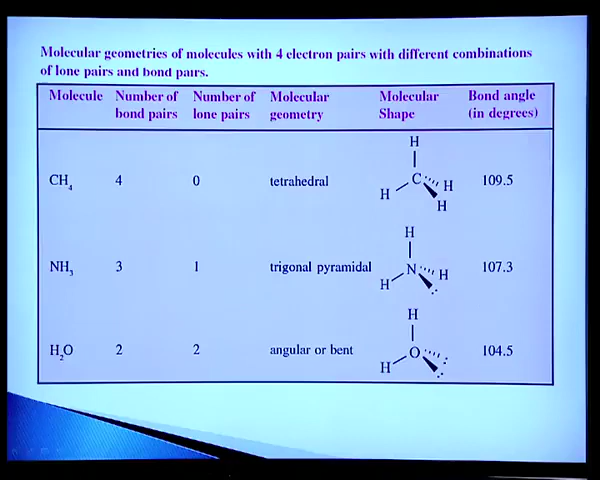 Molecular geometries of molecules with 4 electron pairs with different combinations
of lone pairs and bond pairs.
Molecule Number of bond pairs Number of lone pairs Molecular geometry Molecular Shape Bond angle (in degrees)
CH₄ 4 0 tetrahedral H C H H H 109.5
NH₃ 3 1 trigonal pyramidal H N H H 107.3
H₂O 2 2 angular or bent H O H 104.5